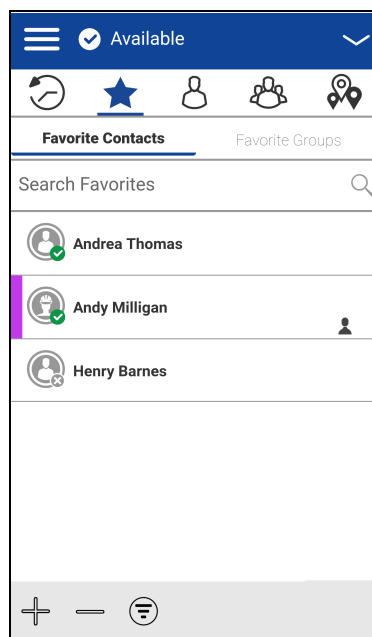 Available
Favorite Contacts
Favorite Groups
Search Favorites
Andrea Thomas
Andy Milligan
Henry Barnes